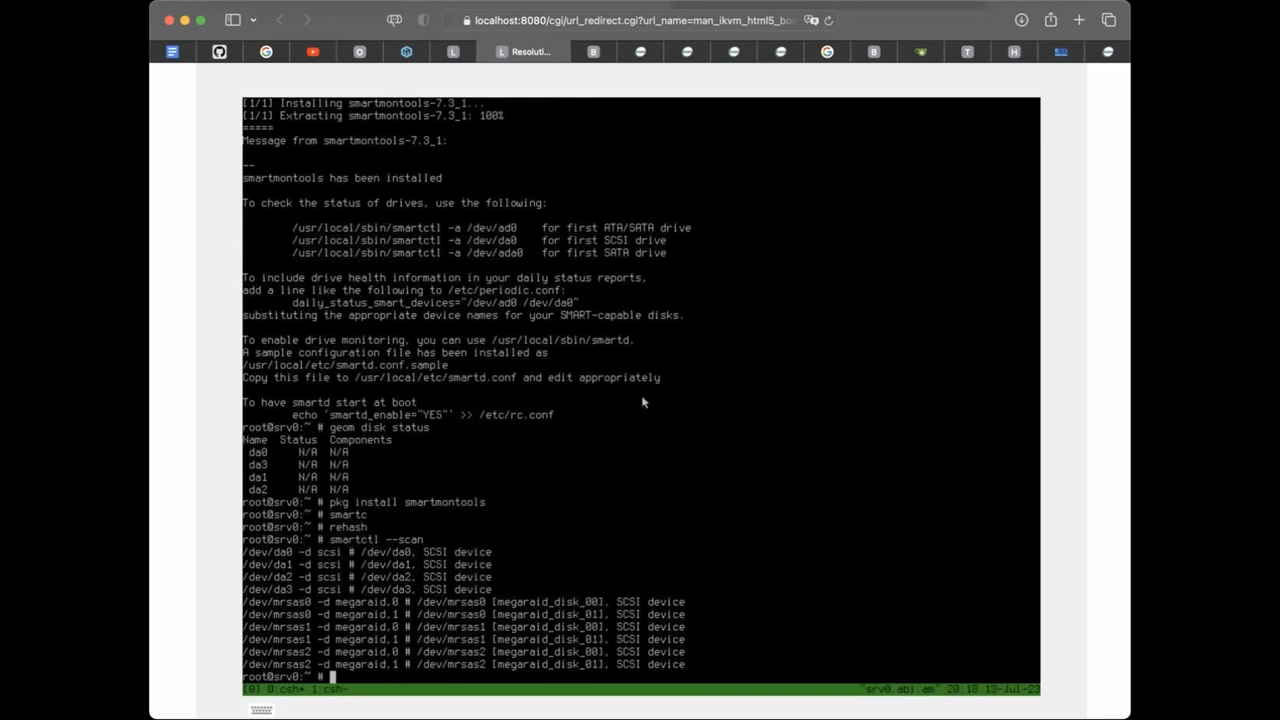 localhost:8080/cgi/url_redirect.cgi?url_name=man_ikvm_html5_bo
L Resoluti...
[1/1] Installing smartmontools-7.3_1...
[1/1] Extracting smartmontools-7.3_1: 100%
=====
Message from smartmontools-7.3_1:
--
smartmontools has been installed
To check the status of drives, use the following:
/usr/local/sbin/smartctl -a /dev/ad0 for first ATA/SATA drive
/usr/local/sbin/smartctl -a /dev/da0 for first SCSI drive
/usr/local/sbin/smartctl -a /dev/ada0 for first SATA drive
To include drive health information in your daily status reports,
add a line like the following to /etc/periodic.conf:
daily_status_smart_devices="/dev/ad0 /dev/da0"
substituting the appropriate device names for your SMART-capable disks.
To enable drive monitoring, you can use /usr/local/sbin/smartd.
A sample configuration file has been installed as
/usr/local/etc/smartd.conf.sample
Copy this file to /usr/local/etc/smartd.conf and edit appropriately
To have smartd start at boot
echo 'smartd_enable="YES"' >> /etc/rc.conf
root@srv0:~ # geom disk status
Name Status Components
da0 N/A N/A
da3 N/A N/A
da1 N/A N/A
da2 N/A N/A
root@srv0:~ # pkg install smartmontools
root@srv0:~ # smartc
root@srv0:~ # rehash
root@srv0:~ # smartctl --scan
/dev/da0 -d scsi # /dev/da0, SCSI device
/dev/da1 -d scsi # /dev/da1, SCSI device
/dev/da2 -d scsi # /dev/da2, SCSI device
/dev/da3 -d scsi # /dev/da3, SCSI device
/dev/mrsas0 -d megaraid,0 # /dev/mrsas0 [megaraid_disk_00], SCSI device
/dev/mrsas0 -d megaraid,1 # /dev/mrsas0 [megaraid_disk_01], SCSI device
/dev/mrsas1 -d megaraid,0 # /dev/mrsas1 [megaraid_disk_00], SCSI device
/dev/mrsas1 -d megaraid,1 # /dev/mrsas1 [megaraid_disk_01], SCSI device
/dev/mrsas2 -d megaraid,0 # /dev/mrsas2 [megaraid_disk_00], SCSI device
/dev/mrsas2 -d megaraid,1 # /dev/mrsas2 [megaraid_disk_01], SCSI device
root@srv0:~ #
[0] 0:csh* 1:csh- "srv0.abi.am" 20:18 13-Jul-23